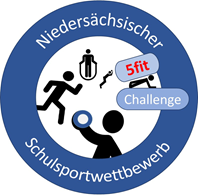 Niedersächsischer
5fit
Challenge
Schulsportwettbewerb